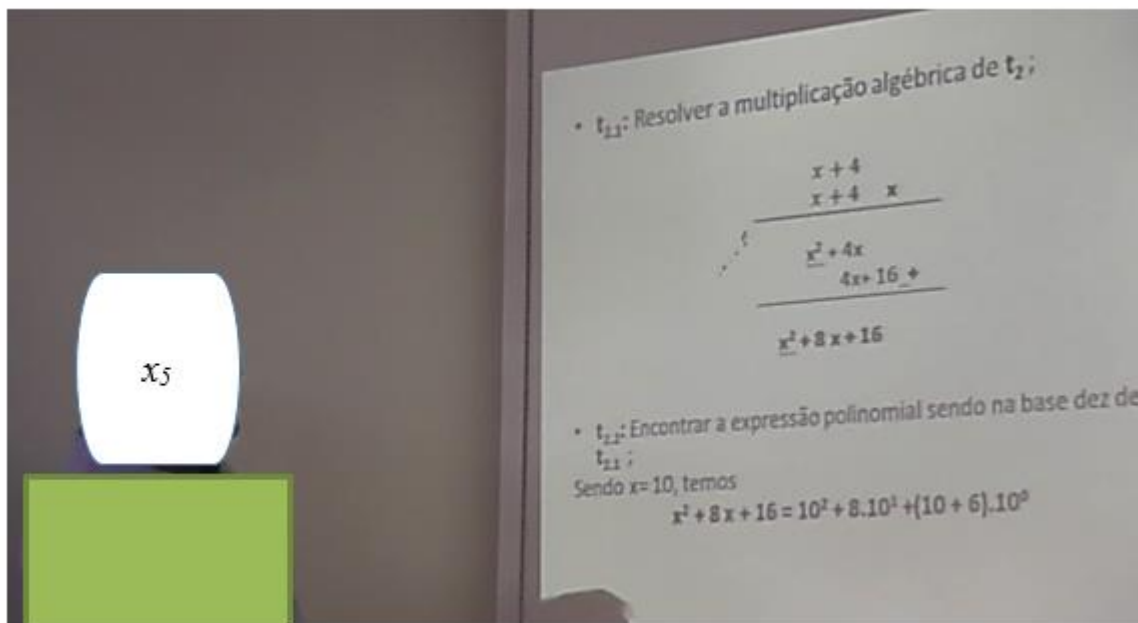 • t₂.₁: Resolver a multiplicação algébrica de t₂ ;
x + 4
x + 4 x
x² + 4x
4x+ 16 +
x² + 8 x + 16
• t₂.₂: Encontrar a expressão polinomial sendo na base dez de
t₂.₁ ;
Sendo x= 10, temos
x² + 8 x + 16 = 10² + 8.10¹ +(10 + 6).10⁰
x₅